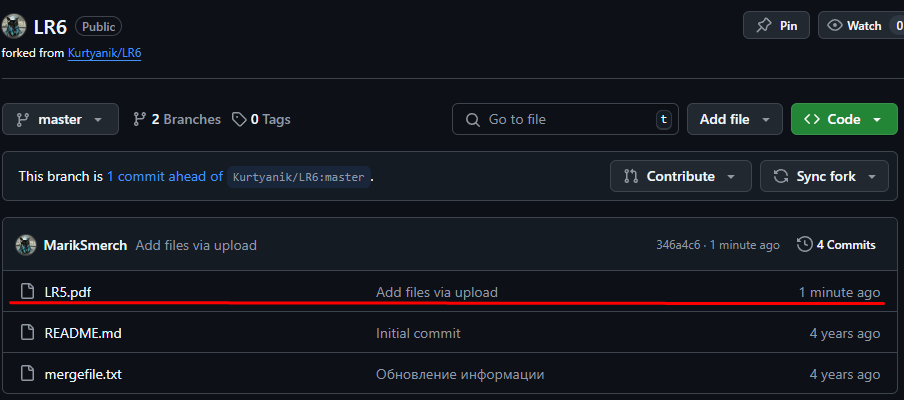 LR6 Public Pin Watch 0
forked from Kurtyanik/LR6
master 2 Branches 0 Tags Go to file t Add file Code
This branch is 1 commit ahead of Kurtyanik/LR6:master. Contribute Sync fork
MarikSmerch Add files via upload 346a4c6 · 1 minute ago 4 Commits
LR5.pdf Add files via upload 1 minute ago
README.md Initial commit 4 years ago
mergefile.txt Обновление информации 4 years ago